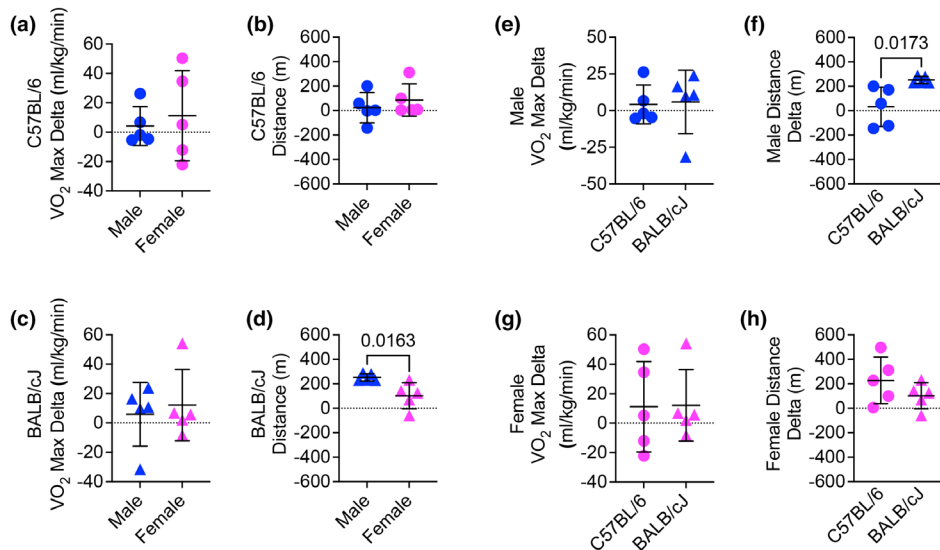 (a)
C57BL/6
VO2 Max Delta (ml/kg/min)
60
40
20
0
-20
-40
Male
Female
(b)
C57BL/6
Distance (m)
600
400
200
0
-200
-400
-600
Male
Female
(e)
Male
VO2 Max Delta
(ml/kg/min)
50
25
0
-25
-50
C57BL/6
BALB/cJ
(f)
Male Distance
Delta (m)
600
400
200
0
-200
-400
-600
0.0173
C57BL/6
BALB/cJ
(c)
BALB/cJ
VO2 Max Delta (ml/kg/min)
60
40
20
0
-20
-40
Male
Female
(d)
BALB/cJ
Distance (m)
600
400
200
0
200
400
600
0.0163
Male
Female
(g)
Female
VO2 Max Delta
(ml/kg/min)
60
40
20
0
-20
-40
C57BL/6
BALB/cJ
(h)
Female Distance
Delta (m)
600
400
200
0
200
400
600
C57BL/6
BALB/cJ